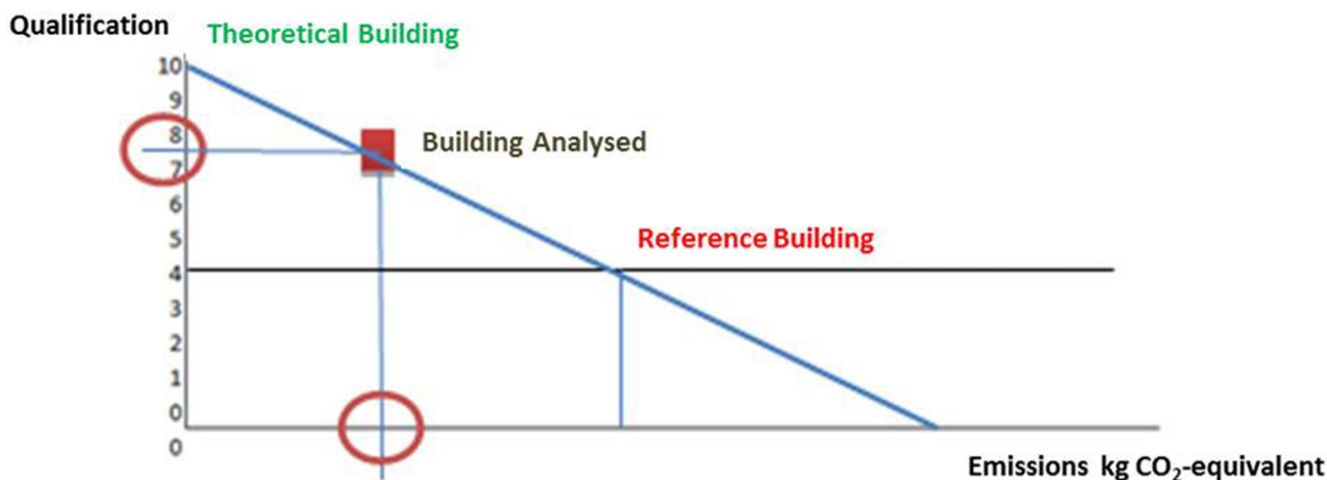 Qualification
Theoretical Building
10
9
8
Building Analysed
7
6
5
Reference Building
4
3
2
1
0
0
Emissions kg CO₂-equivalent